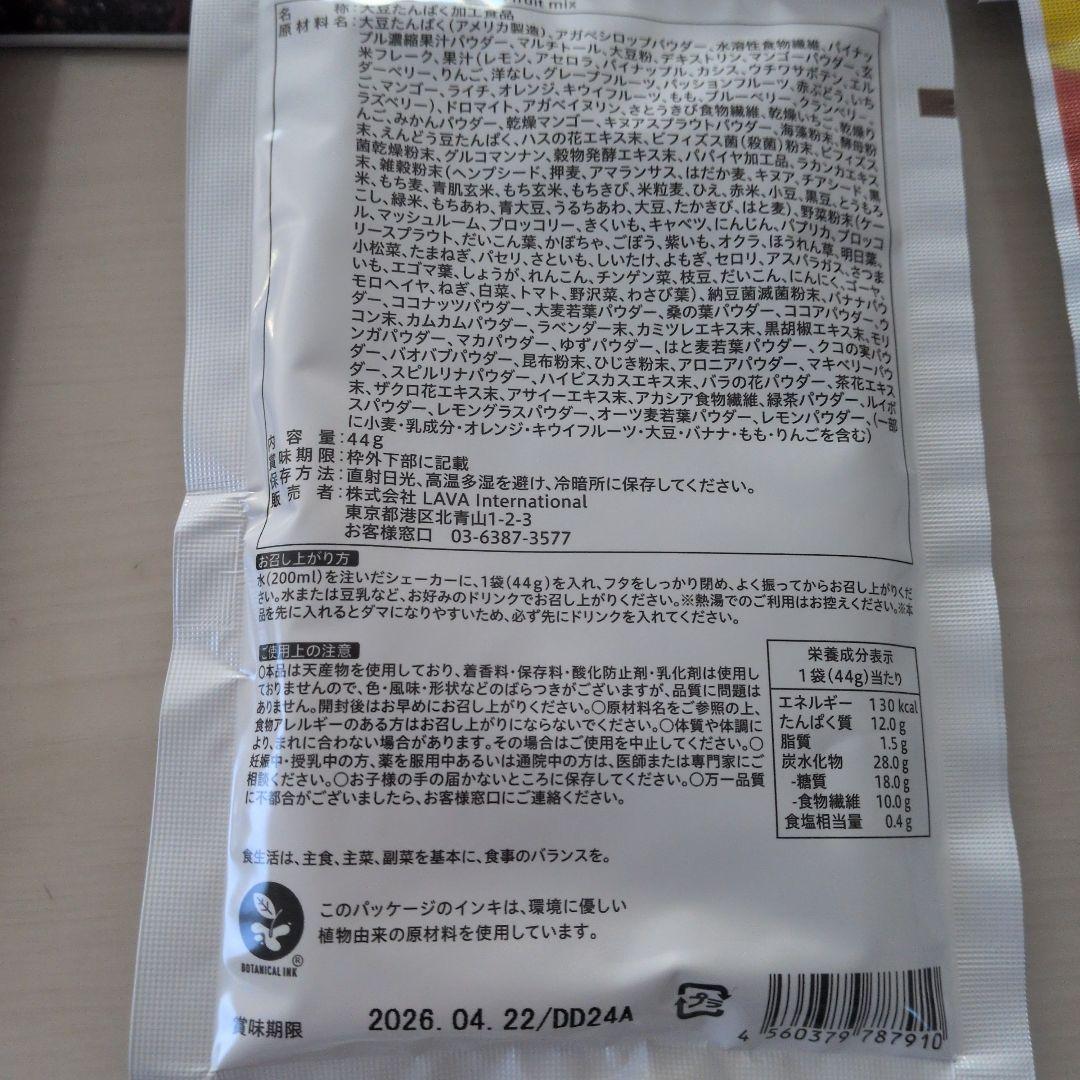 fruit mix
名 称:大豆たんぱく加工食品
原材料名:大豆たんぱく(アメリカ製造)、アガベシロップパウダー、水溶性食物繊維、パイナッ
プル濃縮果汁パウダー、マルチトール、大豆粉、デキストリン、マンゴーパウダー、玄
米フレーク、果汁(レモン、アセロラ、パイナップル、カシス、ウチワサボテン、エル
ダーベリー、りんご、洋なし、グレープフルーツ、パッションフルーツ、赤ぶどう、いち
ご、マンゴー、ライチ、オレンジ、キウイフルーツ、もも、ブルーベリー、クランベリー、
ラズベリー)、ドロマイト、アガベイヌリン、さとうきび食物繊維、乾燥いちご、乾燥り
んご、みかんパウダー、乾燥マンゴー、キヌアスプラウトパウダー、海藻粉末、酵母粉
末、えんどう豆たんぱく、ハスの花エキス末、ビフィズス菌(殺菌)粉末、ビフィズス
菌乾燥粉末、グルコマンナン、穀物発酵エキス末、パパイヤ加工品、ラカンカエキス
末、雑穀粉末(ヘンプシード、押麦、アマランサス、はだか麦、キヌア、チアシード、黒
米、もち麦、青肌玄米、もち玄米、もちきび、米粒麦、ひえ、赤米、小豆、黒豆、とうもろ
こし、緑米、もちあわ、青大豆、うるちあわ、大豆、たかきび、はと麦)、野菜粉末(ケー
ル、マッシュルーム、ブロッコリー、きくいも、キャベツ、にんじん、パプリカ、ブロッコ
リースプラウト、だいこん葉、かぼちゃ、ごぼう、紫いも、オクラ、ほうれん草、明日葉、
小松菜、たまねぎ、パセリ、さといも、しいたけ、よもぎ、セロリ、アスパラガス、さつま
いも、エゴマ葉、しょうが、れんこん、チンゲン菜、枝豆、だいこん、にんにく、ゴーヤ、
モロヘイヤ、ねぎ、白菜、トマト、野沢菜、わさび葉)、納豆菌滅菌粉末、バナナパウ
ダー、ココナッツパウダー、大麦若葉パウダー、桑の葉パウダー、ココアパウダー、ウ
コン末、カムカムパウダー、ラベンダー末、カミツレエキス末、黒胡椒エキス末、モリ
ンガパウダー、マカパウダー、ゆずパウダー、はと麦若葉パウダー、クコの実パウ
ダー、バオバブパウダー、昆布粉末、ひじき粉末、アロニアパウダー、マキベリーパウ
ダー、スピルリナパウダー、ハイビスカスエキス末、バラの花パウダー、茶花エキス
末、ザクロ花エキス末、アサイーエキス末、アカシア食物繊維、緑茶パウダー、ルイボ
スパウダー、レモングラスパウダー、オーツ麦若葉パウダー、レモンパウダー、(一部
に小麦・乳成分・オレンジ・キウイフルーツ・大豆・バナナ・もも・りんごを含む)
内 容 量:44g
賞味期限:枠外下部に記載
保存方法:直射日光、高温多湿を避け、冷暗所に保存してください。
販 売 者:株式会社 LAVA International
東京都港区北青山1-2-3
お客様窓口 03-6387-3577
お召し上がり方
水(200ml)を注いだシェーカーに、1袋(44g)を入れ、フタをしっかり閉め、よく振ってからお召し上がりくだ
さい。水または豆乳など、お好みのドリンクでお召し上がりください。※熱湯でのご利用はお控えください。※本
品を先に入れるとダマになりやすいため、必ず先にドリンクを入れてください。
ご使用上の注意
○本品は天産物を使用しており、着香料・保存料・酸化防止剤・乳化剤は使用し
ておりませんので、色・風味・形状などのばらつきがございますが、品質に問題は
ありません。開封後はお早めにお召し上がりください。○原材料名をご参照の上、
食物アレルギーのある方はお召し上がりにならないでください。○体質や体調に
より、まれに合わない場合があります。その場合はご使用を中止してください。○
妊娠中・授乳中の方、薬を服用中あるいは通院中の方は、医師または専門家にご
相談ください。○お子様の手の届かないところに保存してください。○万一品質
に不都合がございましたら、お客様窓口にご連絡ください。
栄養成分表示
1袋(44g)当たり
エネルギー 130 kcal
たんぱく質 12.0g
脂質 1.5g
炭水化物 28.0g
-糖質 18.0g
-食物繊維 10.0g
食塩相当量 0.4g
食生活は、主食、主菜、副菜を基本に、食事のバランスを。
このパッケージのインキは、環境に優しい
植物由来の原材料を使用しています。
BOTANICAL INK ®
賞味期限 2026.04.22/DD24A
プラ
4 560379 787910